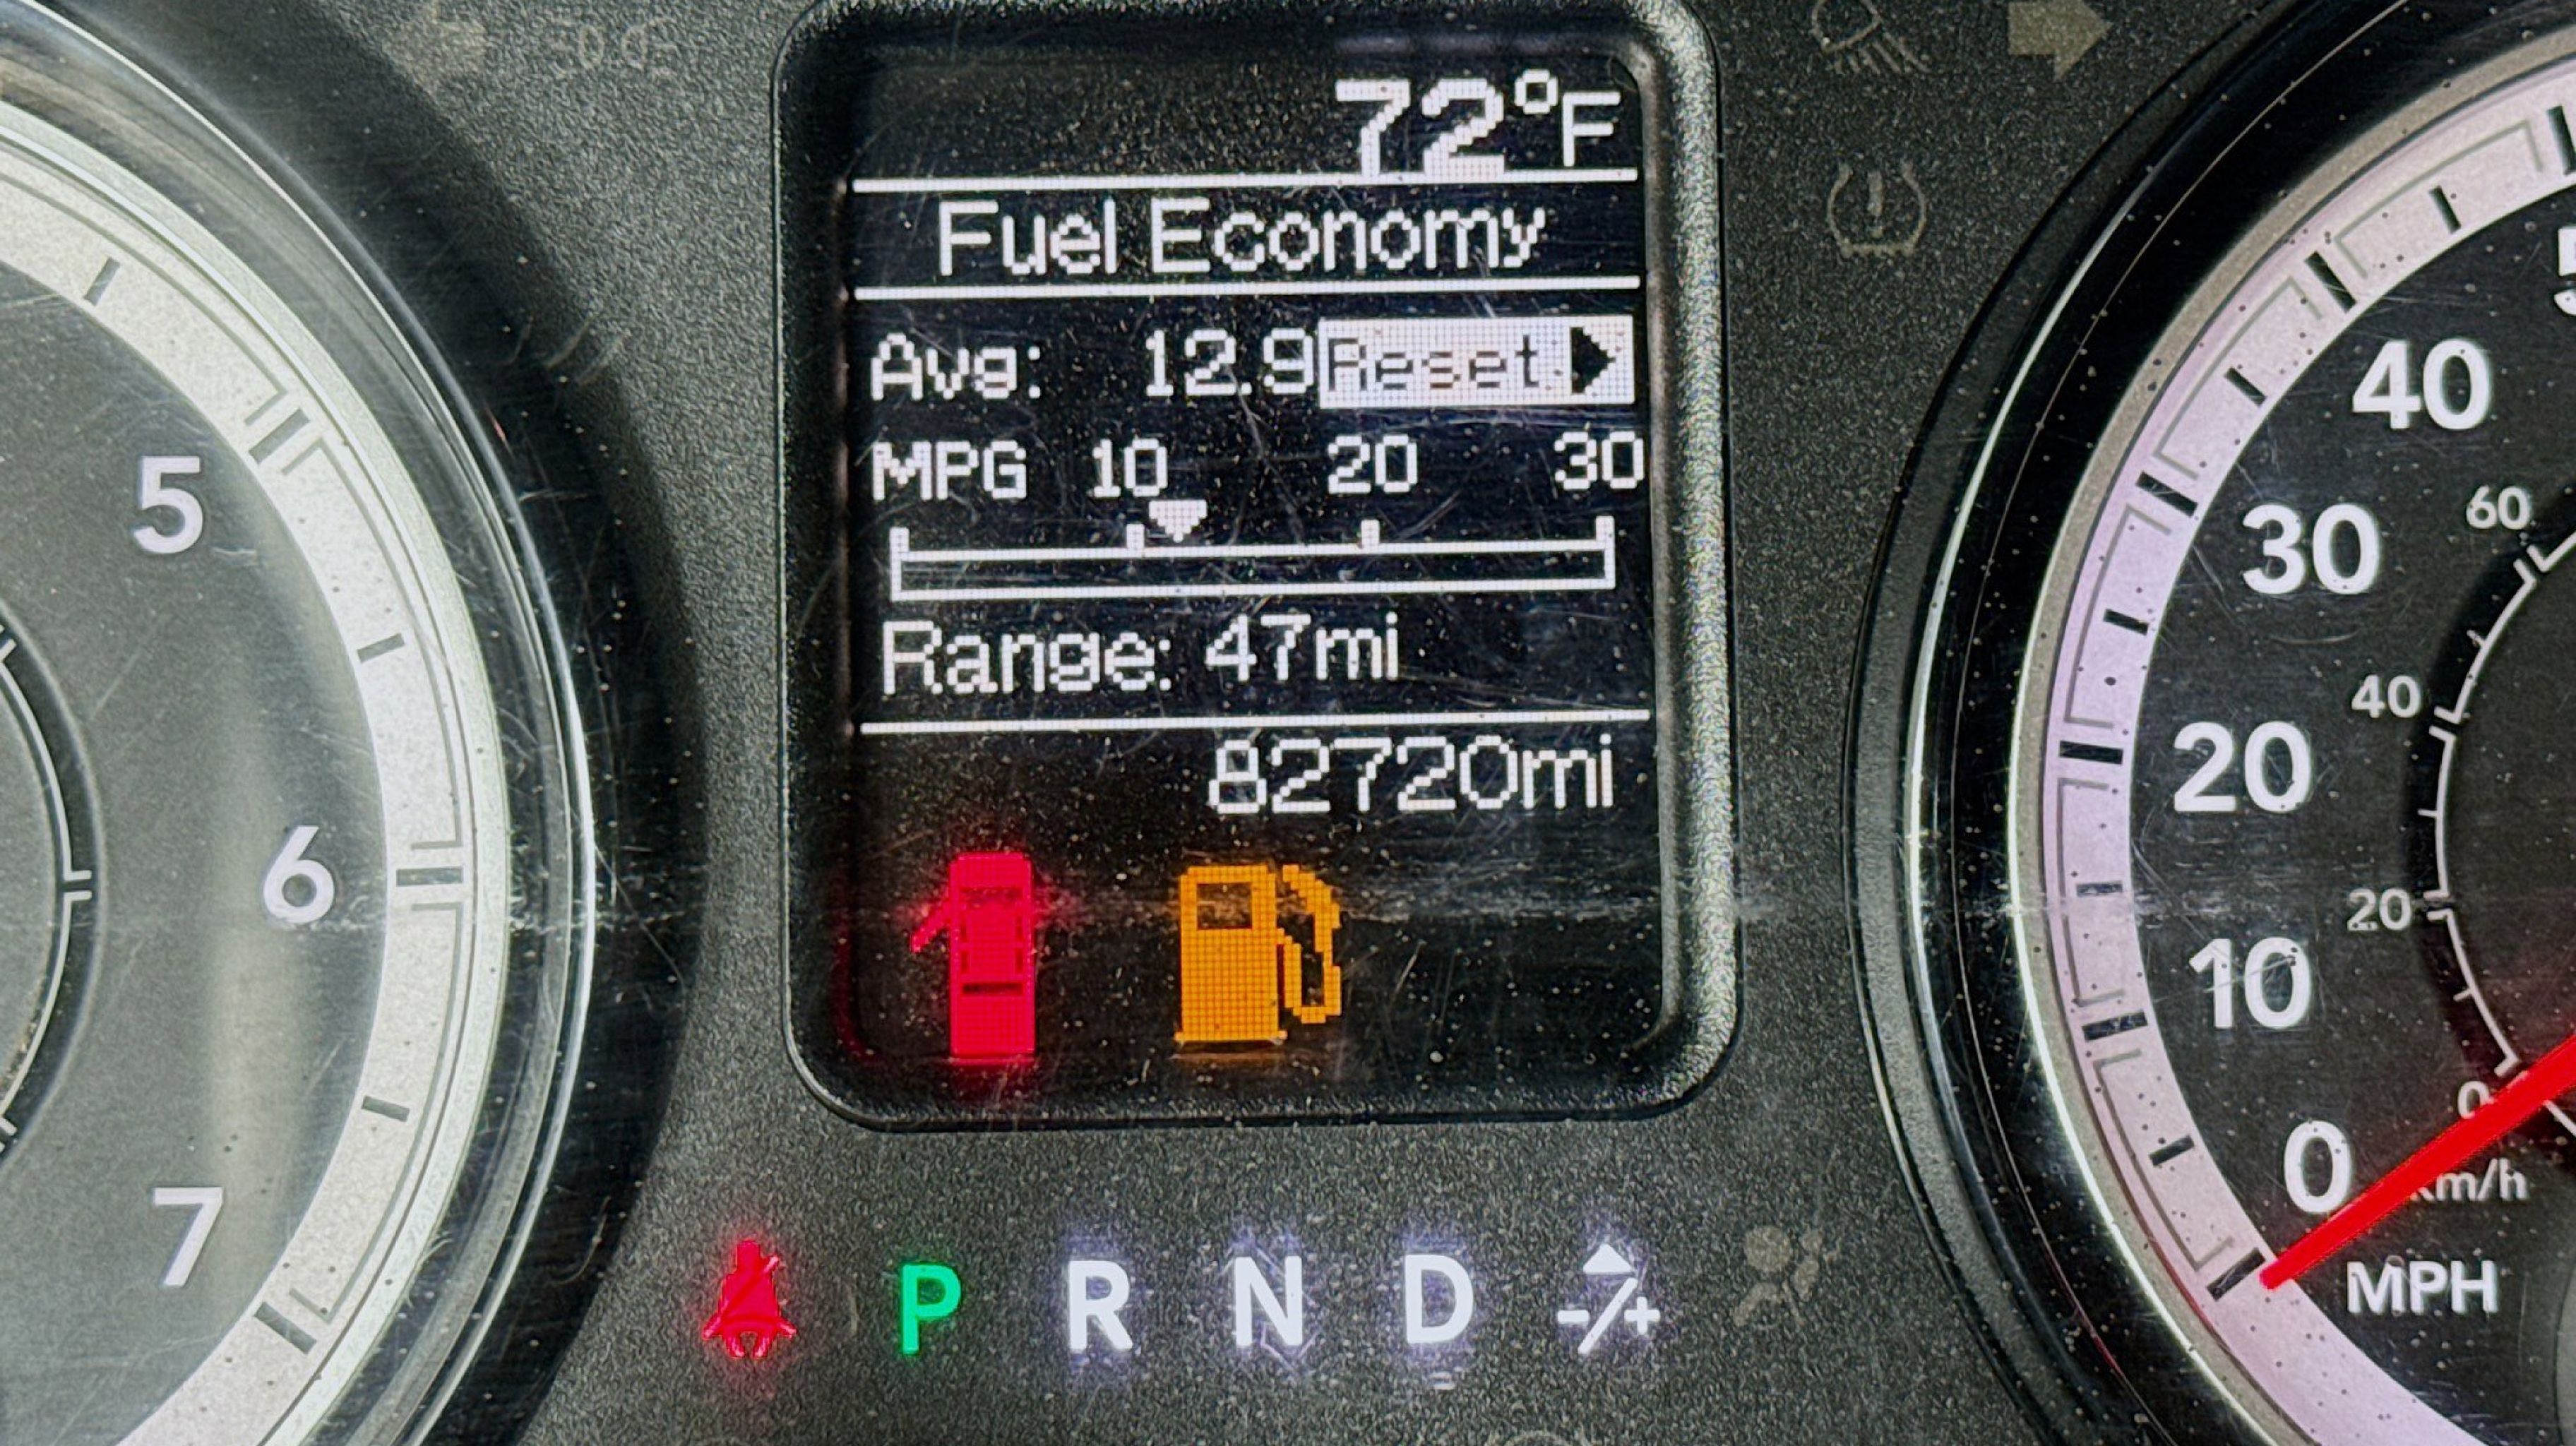 72°F
Fuel Economy
Avg: 12.9 Reset
MPG 10 20 30
Range: 47mi
82720mi
5
6
7
P R N D -/+
40
30
20
10
0
MPH
60
40
20
0
km/h